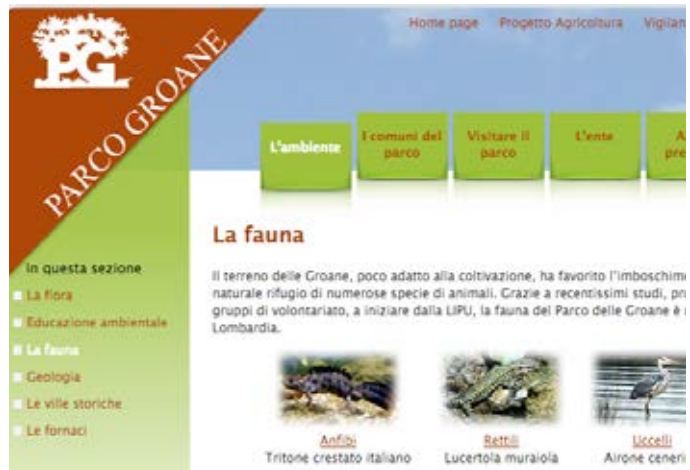 PG
PARCO GROANE
Home page Progetto Agricoltura
L'ambiente
I comuni del
parco
Visitare il
parco
L'ente
In questa sezione
La flora
Educazione ambientale
La fauna
Geologia
Le ville storiche
Le fornaci
La fauna
Il terreno delle Groane, poco adatto alla coltivazione, ha favorito l'imboschime
naturale rifugio di numerose specie di animali. Grazie a recentissimi studi, pr
gruppi di volontariato, a iniziare dalla LIPU, la fauna del Parco delle Groane è
Lombardia.
Anfibi
Tritone crestato italiano
Rettili
Lucertola muraiola
Uccelli
Airone ceneri